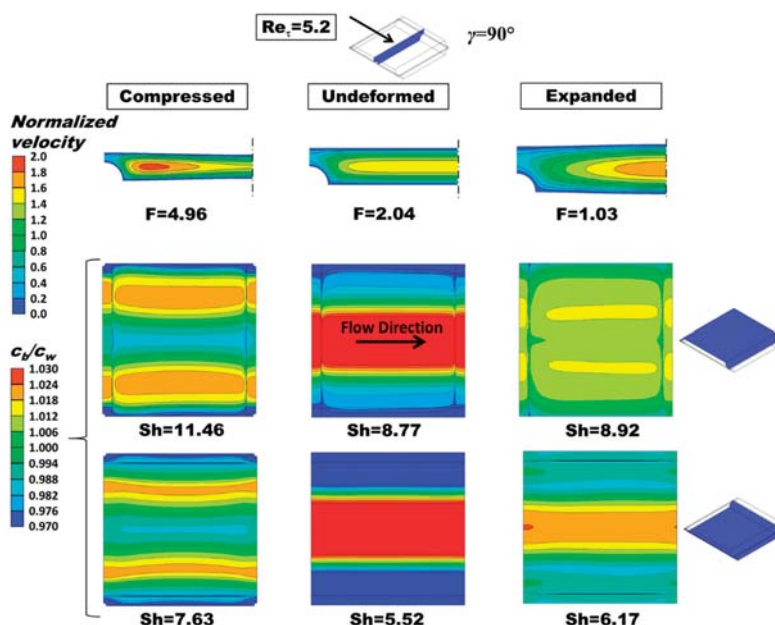 Reτ=5.2
γ=90°
Compressed
Undeformed
Expanded
Normalized
velocity
2.0
1.8
1.6
1.4
1.2
1.0
0.8
0.6
0.4
0.2
0.0
F=4.96
F=2.04
F=1.03
Flow Direction
cb/cw
1.030
1.024
1.018
1.012
1.006
1.000
0.994
0.988
0.982
0.976
0.970
Sh=11.46
Sh=8.77
Sh=8.92
Sh=7.63
Sh=5.52
Sh=6.17